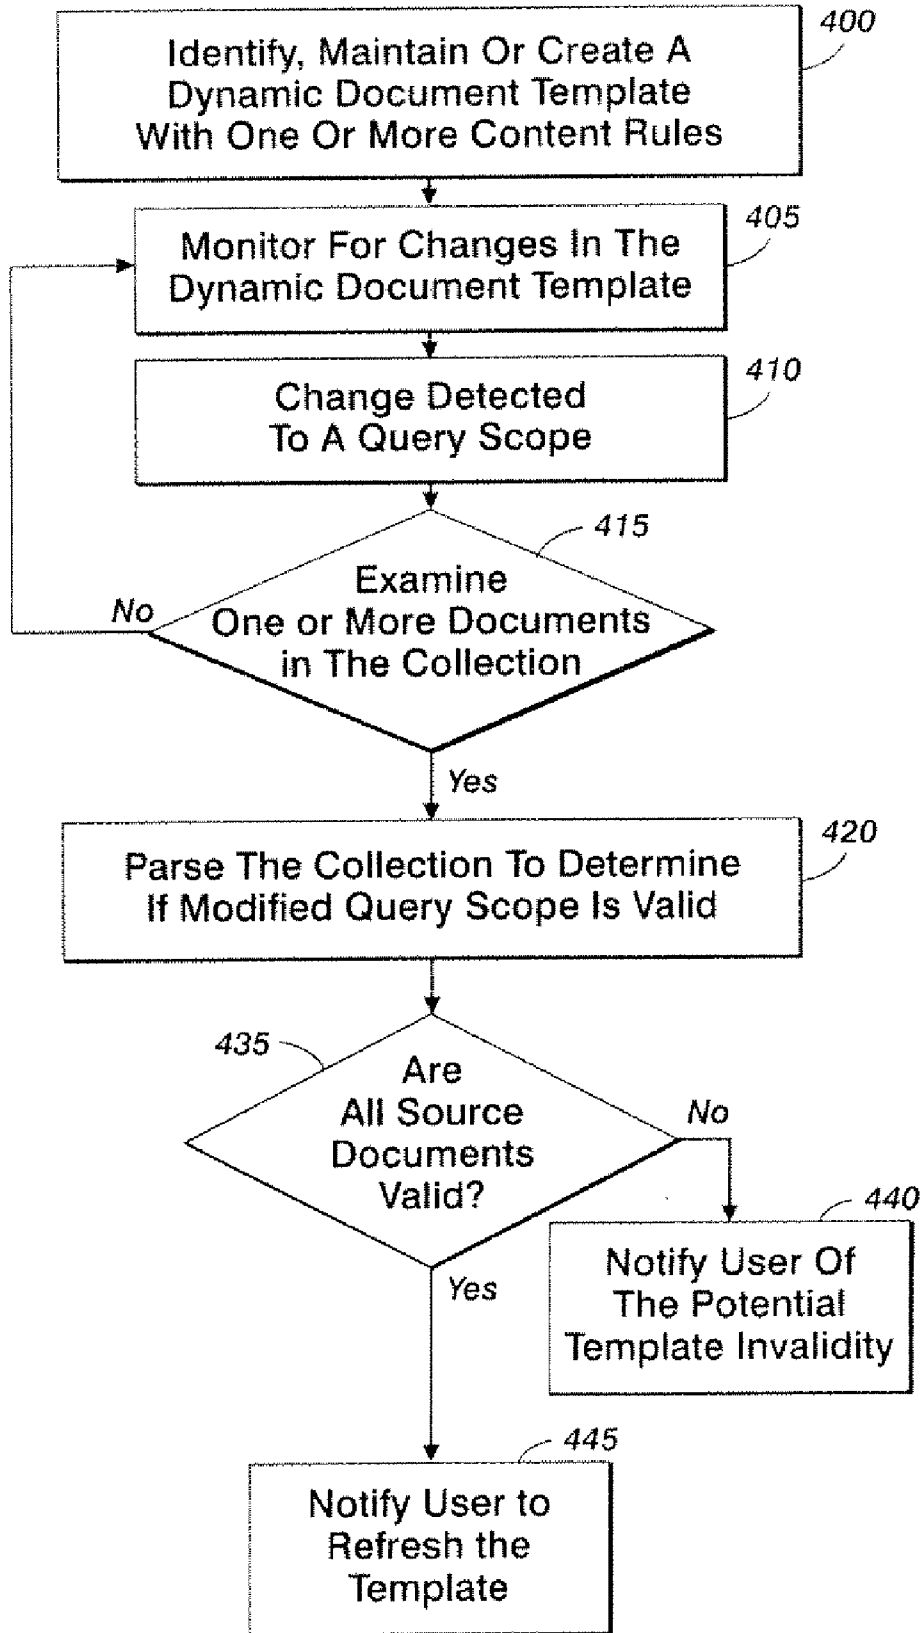 400
Identify, Maintain Or Create A
Dynamic Document Template
With One Or More Content Rules
405
Monitor For Changes In The
Dynamic Document Template
410
Change Detected
To A Query Scope
415
Examine
One or More Documents
in The Collection
No
Yes
420
Parse The Collection To Determine
If Modified Query Scope Is Valid
435
Are
All Source
Documents
Valid?
No
440
Notify User Of
The Potential
Template Invalidity
Yes
445
Notify User to
Refresh the
Template